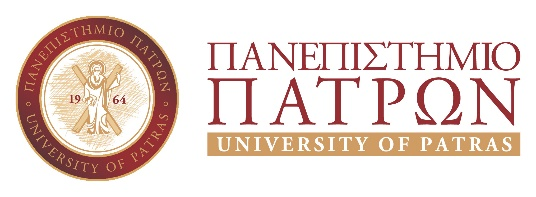 ΠΑΝΕΠΙΣΤΗΜΙΟ ΠΑΤΡΩΝ
19 64
UNIVERSITY OF PATRAS
ΠΑΝΕΠΙΣΤΗΜΙΟ
ΠΑΤΡΩΝ
UNIVERSITY OF PATRAS